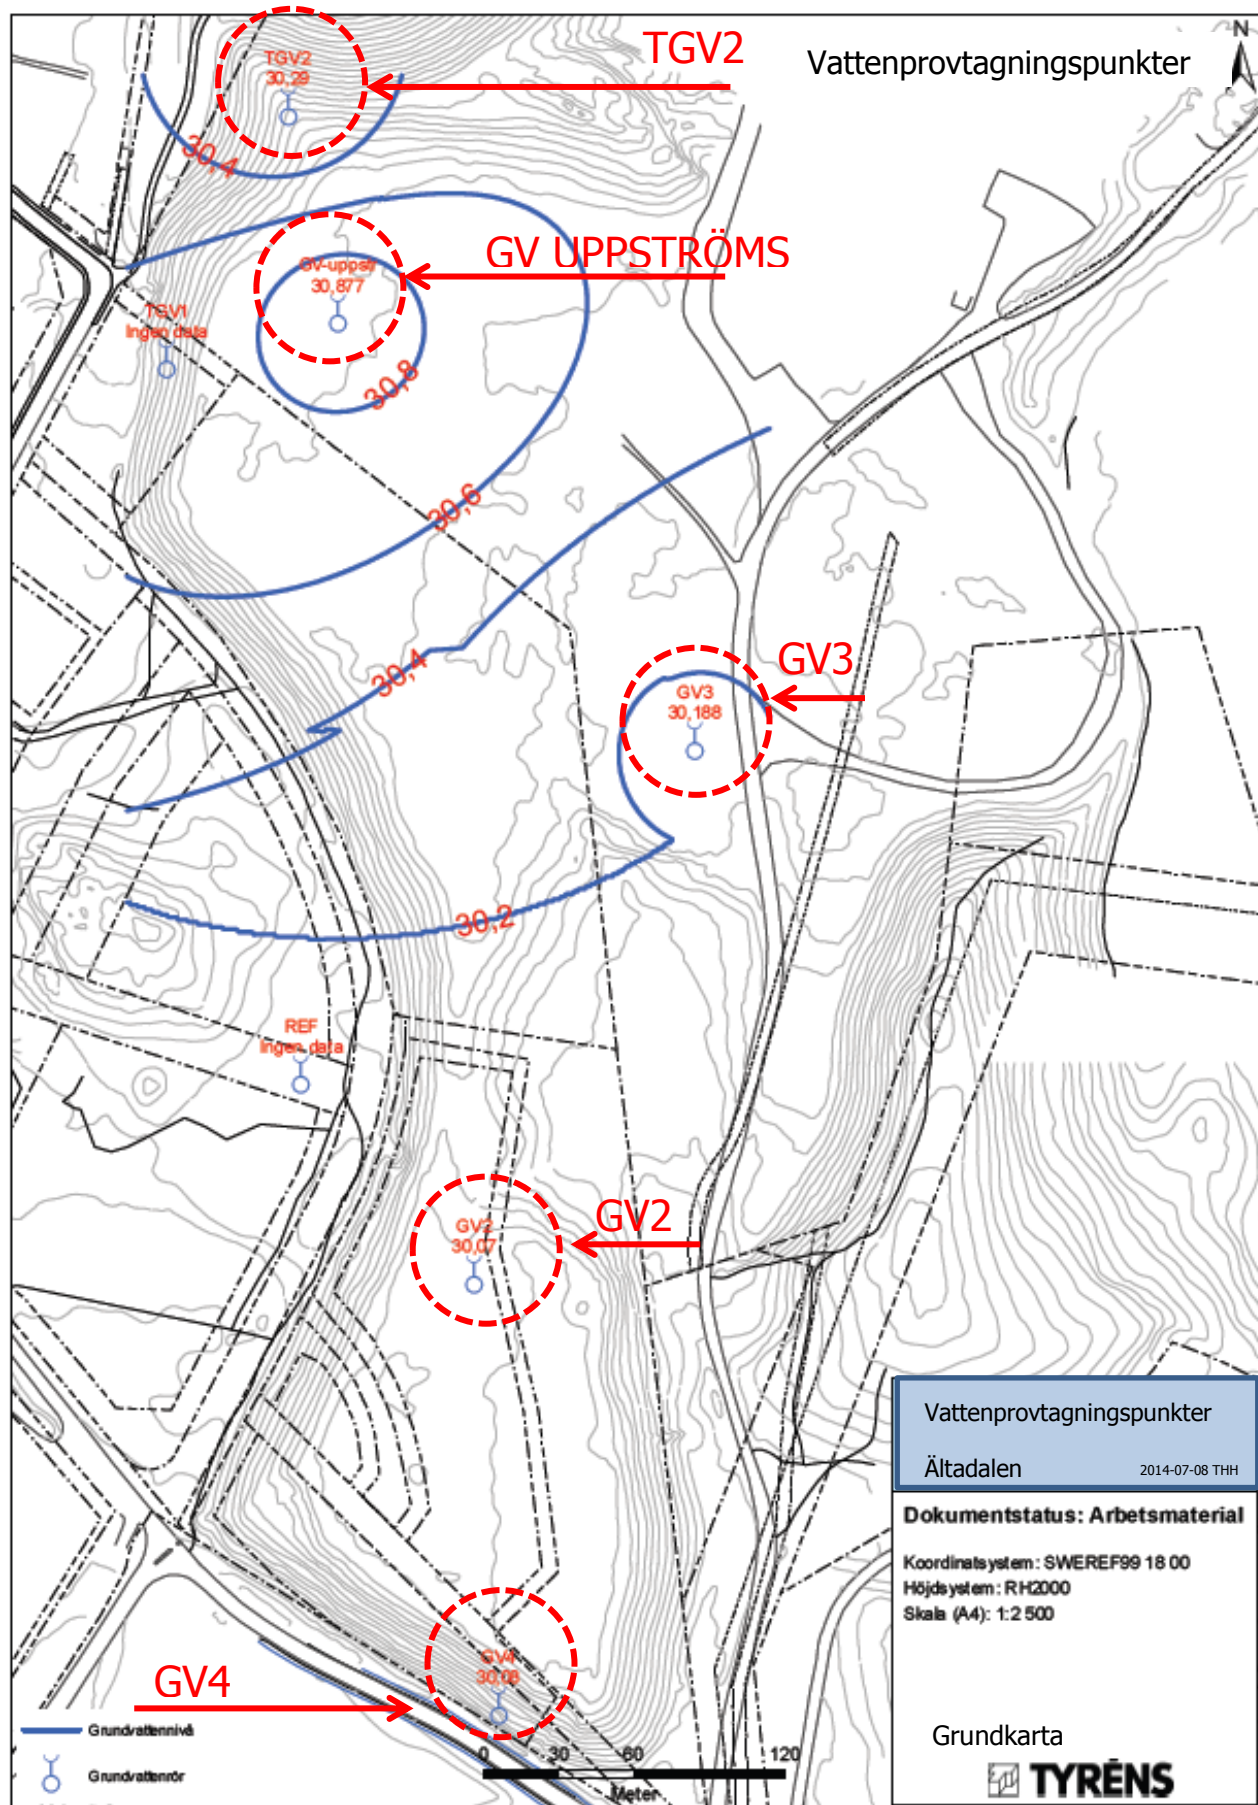 TGV2
Vattenprovtagningspunkter
N
TGV2
30,29
30,4
GV UPPSTRÖMS
GV-uppstr
30,877
TGV1
Ingen data
30,8
30,6
30,4
GV3
GV3
30,188
30,2
REF
Ingen data
GV2
GV2
30,07
Vattenprovtagningspunkter
Ältadalen
2014-07-08 THH
Dokumentstatus: Arbetsmaterial
Koordinatsystem: SWEREF99 18 00
Höjdsystem: RH2000
Skala (A4): 1:2 500
GV4
GV4
30,08
Grundvattennivå
Grundvattenrör
0 30 60 120
Meter
Grundkarta
TYRÉNS